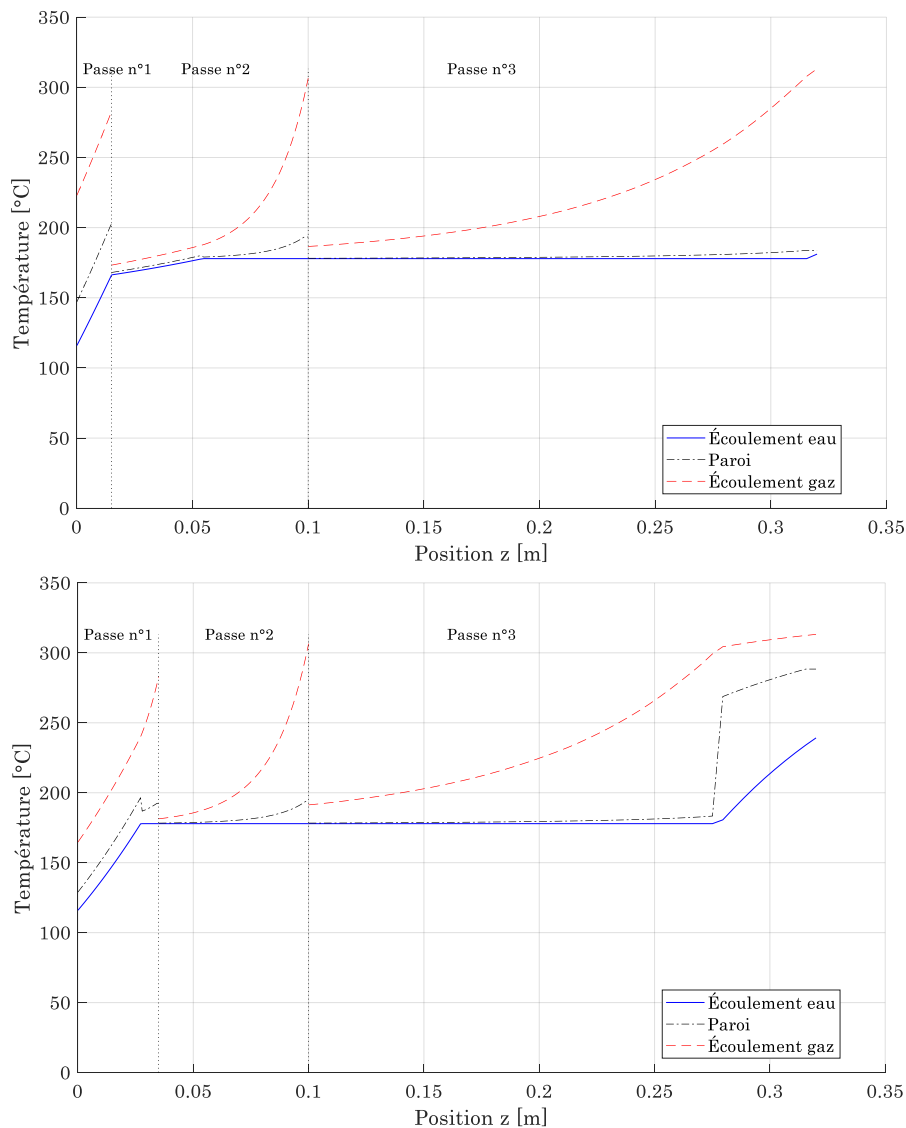 350
300
250
200
150
100
50
0
Température [°C]
Passe n°1
Passe n°2
Passe n°3
Écoulement eau
Paroi
Écoulement gaz
0
0.05
0.1
0.15
0.2
0.25
0.3
0.35
Position z [m]
350
300
250
200
150
100
50
0
Température [°C]
Passe n°1
Passe n°2
Passe n°3
Écoulement eau
Paroi
Écoulement gaz
0
0.05
0.1
0.15
0.2
0.25
0.3
0.35
Position z [m]